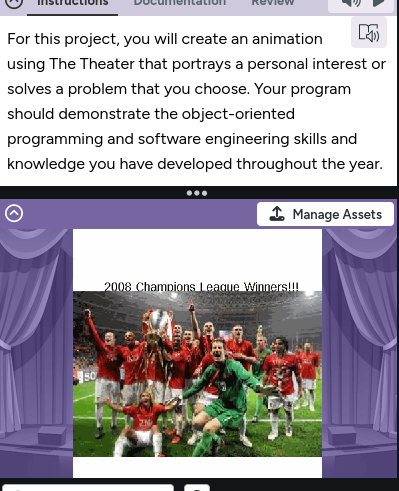 Instructions Documentation Review
For this project, you will create an animation
using The Theater that portrays a personal interest or
solves a problem that you choose. Your program
should demonstrate the object-oriented
programming and software engineering skills and
knowledge you have developed throughout the year.
Manage Assets
2008 Champions League Winners!!!